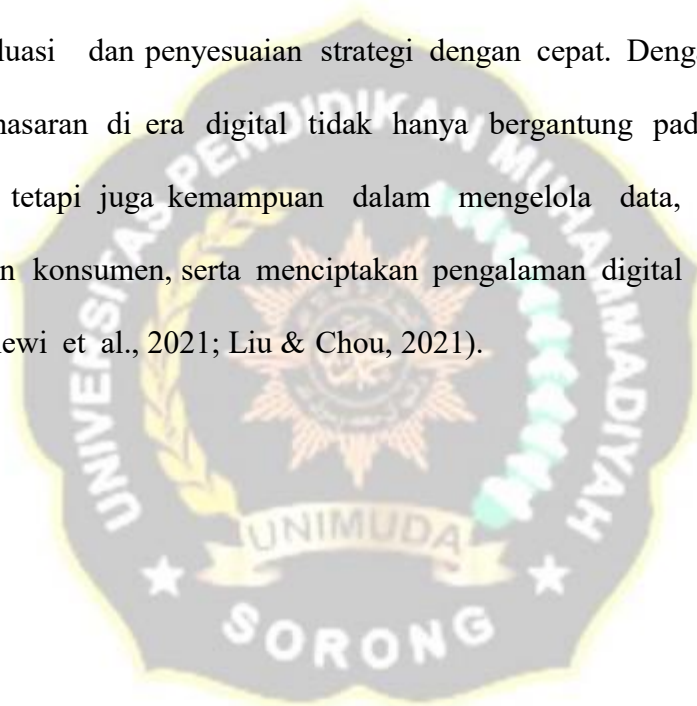 luasi dan penyesuaian strategi dengan cepat. Deng
asaran di era digital tidak hanya bergantung pad
tetapi juga kemampuan dalam mengelola data,
n konsumen, serta menciptakan pengalaman digital
ewi et al., 2021; Liu & Chou, 2021).
UNIVERSITAS PENDIDIKAN MUHAMMADIYAH
UNIMUDA
SORONG